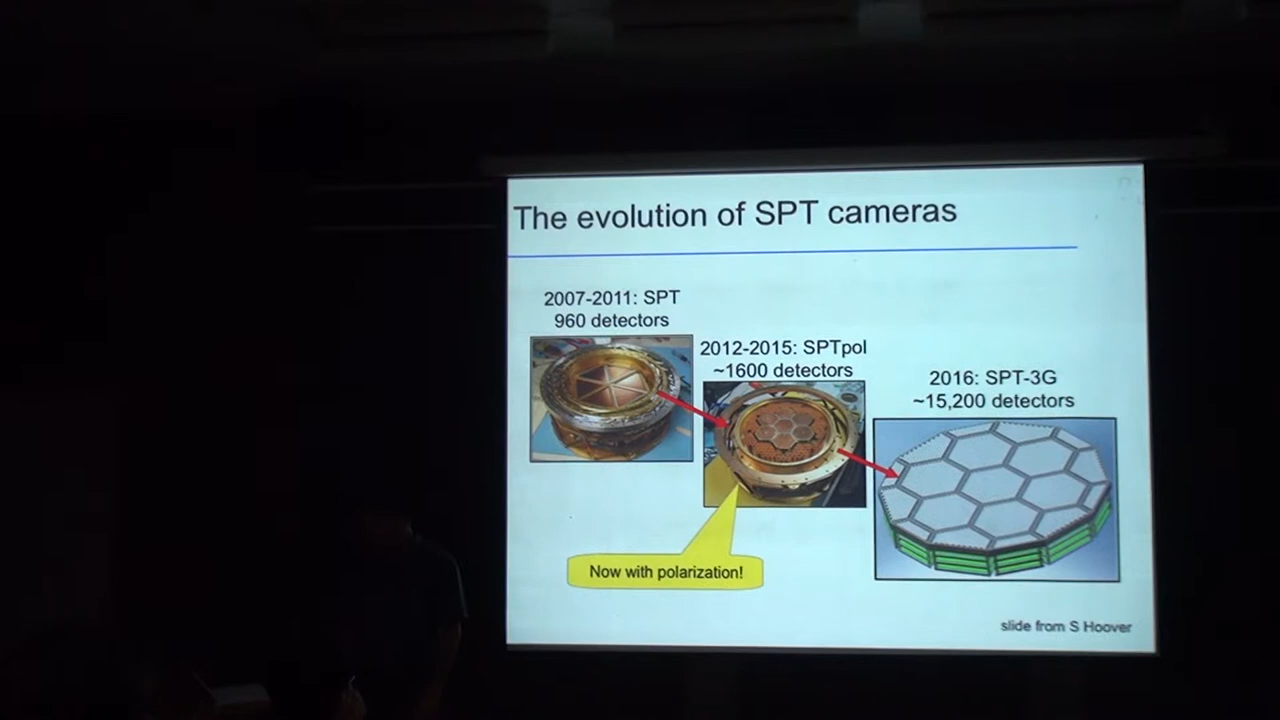 The evolution of SPT cameras
2007-2011: SPT
960 detectors
2012-2015: SPTpol
~1600 detectors
2016: SPT-3G
~15,200 detectors
Now with polarization!
slide from S Hoover